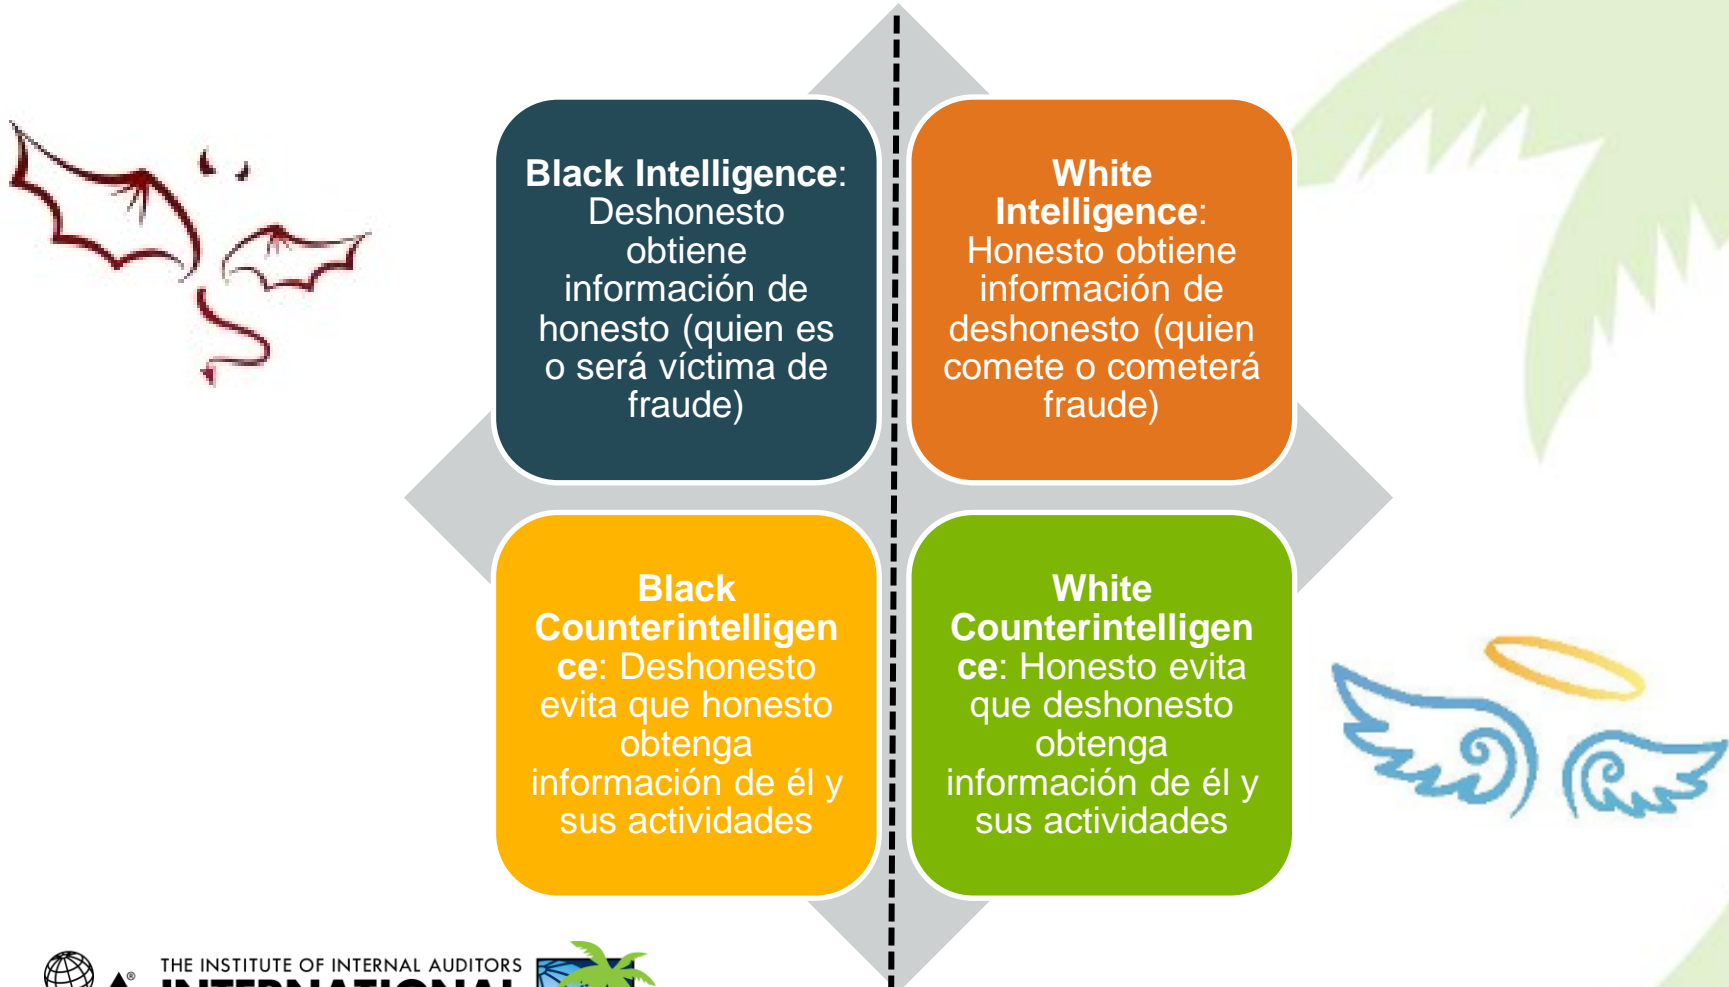 Black Intelligence:
Deshonesto
obtiene
información de
honesto (quien es
o será víctima de
fraude)
White
Intelligence:
Honesto obtiene
información de
deshonesto (quien
comete o cometerá
fraude)
Black
Counterintelligen
ce: Deshonesto
evita que honesto
obtenga
información de él y
sus actividades
White
Counterintelligen
ce: Honesto evita
que deshonesto
obtenga
información de él y
sus actividades
THE INSTITUTE OF INTERNAL AUDITORS
INTERNATIONAL